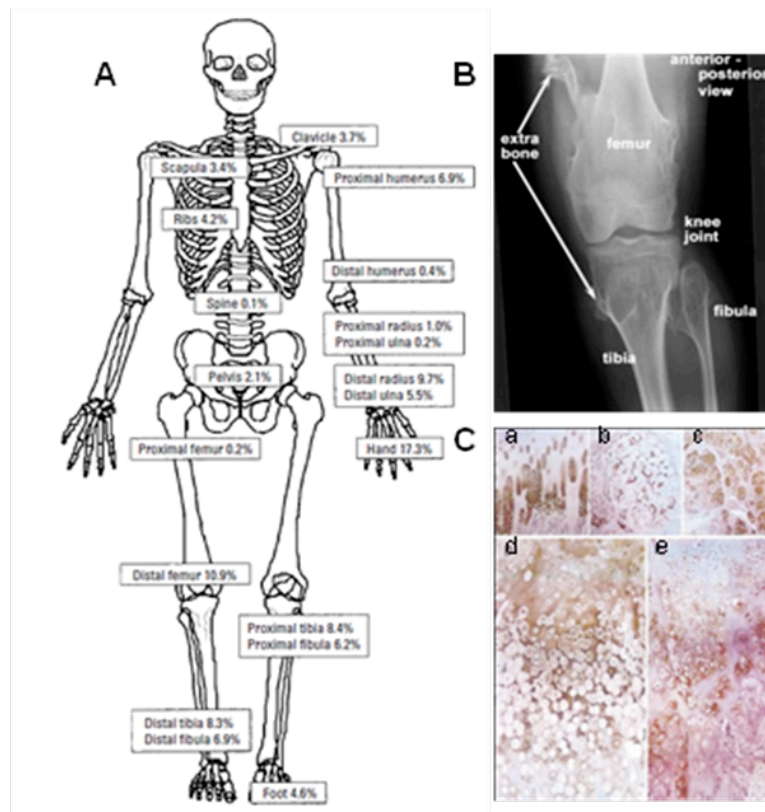 A
B
Clavicle 3.7%
Scapula 3.4%
Proximal humerus 6.9%
Ribs 4.2%
Distal humerus 0.4%
Spine 0.1%
Proximal radius 1.0%
Proximal ulna 0.2%
Pelvis 2.1%
Distal radius 9.7%
Distal ulna 5.5%
Proximal femur 0.2%
Hand 17.3%
Distal femur 10.9%
Proximal tibia 8.4%
Proximal fibula 6.2%
Distal tibia 8.3%
Distal fibula 6.9%
Foot 4.6%
anterior -
posterior
view
extra
bone
femur
knee
joint
fibula
tibia
C
a
b
c
d
e